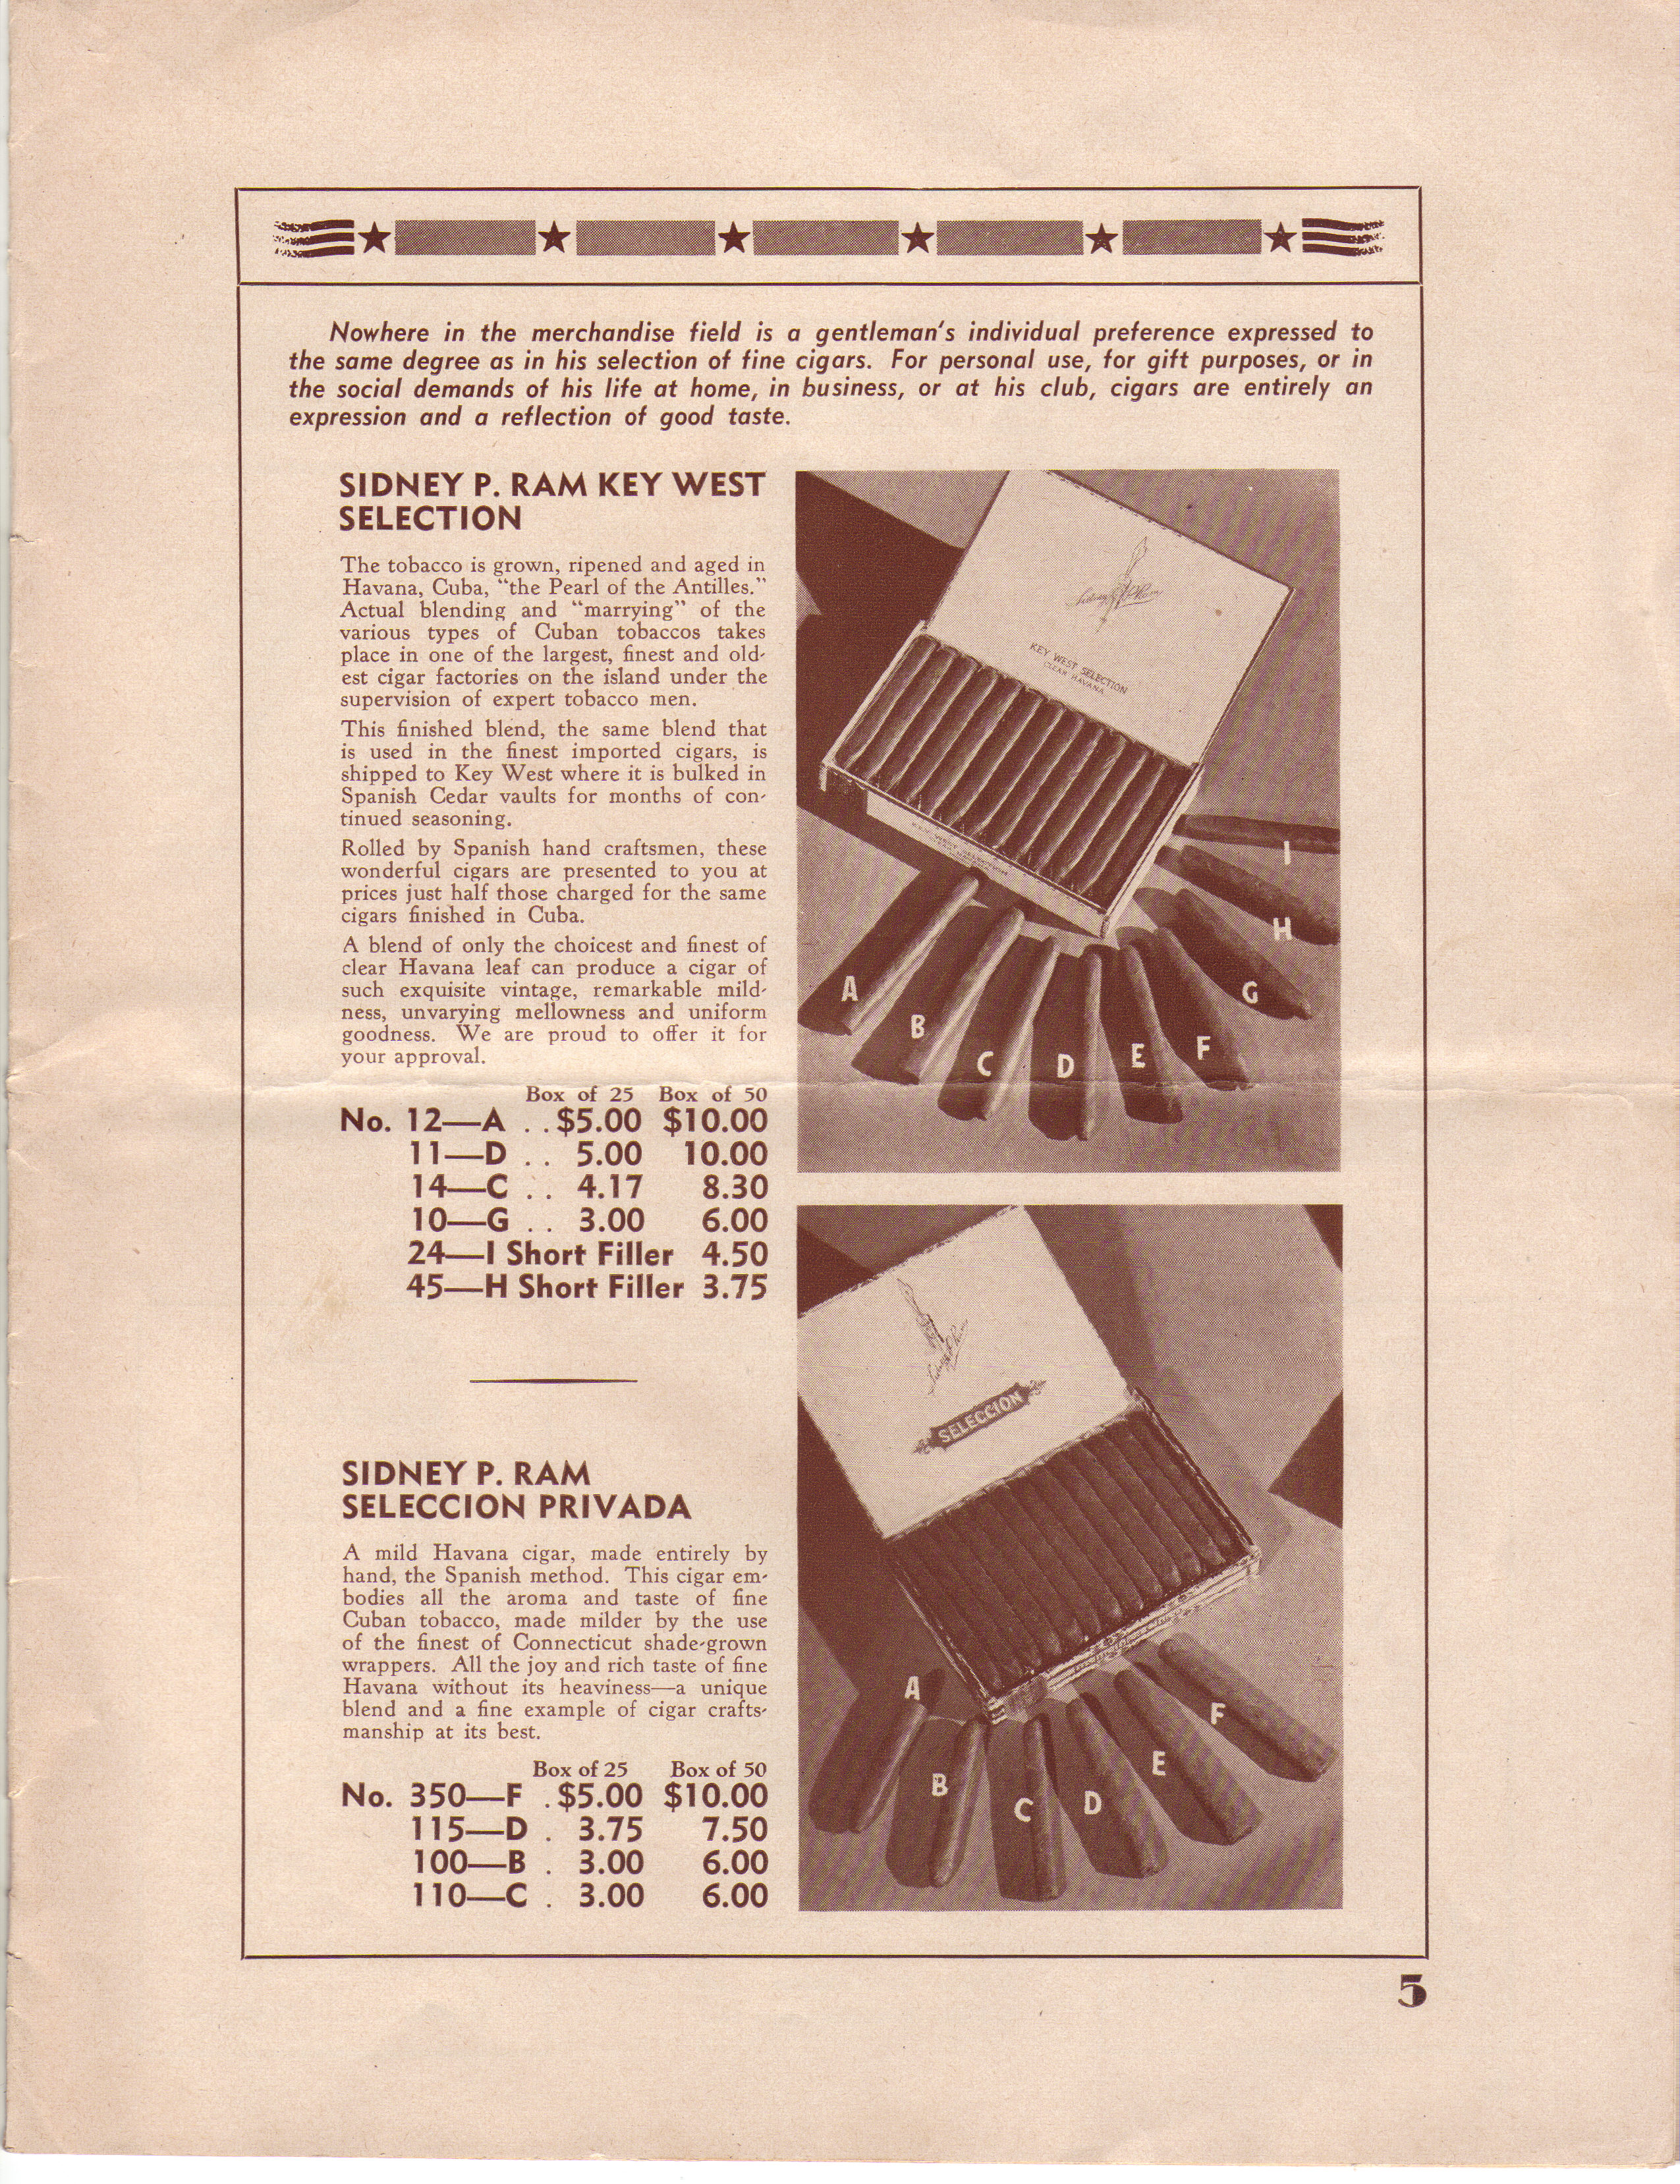 Nowhere in the merchandise field is a gentleman's individual preference expressed to
the same degree as in his selection of fine cigars. For personal use, for gift purposes, or in
the social demands of his life at home, in business, or at his club, cigars are entirely an
expression and a reflection of good taste.
SIDNEY P. RAM KEY WEST
SELECTION
The tobacco is grown, ripened and aged in
Havana, Cuba, "the Pearl of the Antilles."
Actual blending and "marrying" of the
various types of Cuban tobaccos takes
place in one of the largest, finest and old-
est cigar factories on the island under the
supervision of expert tobacco men.
This finished blend, the same blend that
is used in the finest imported cigars, is
shipped to Key West where it is bulked in
Spanish Cedar vaults for months of con-
tinued seasoning.
Rolled by Spanish hand craftsmen, these
wonderful cigars are presented to you at
prices just half those charged for the same
cigars finished in Cuba.
A blend of only the choicest and finest of
clear Havana leaf can produce a cigar of
such exquisite vintage, remarkable mild-
ness, unvarying mellowness and uniform
goodness. We are proud to offer it for
your approval.
Box of 25 Box of 50
No. 12—A . . $5.00 $10.00
11—D . . 5.00 10.00
14—C . . 4.17 8.30
10—G . . 3.00 6.00
24—I Short Filler 4.50
45—H Short Filler 3.75
Sidney P. Ram
KEY WEST SELECTION
CLEAR HAVANA
A
B
C
D
E
F
G
H
I
SIDNEY P. RAM
SELECCION PRIVADA
A mild Havana cigar, made entirely by
hand, the Spanish method. This cigar em-
bodies all the aroma and taste of fine
Cuban tobacco, made milder by the use
of the finest of Connecticut shade-grown
wrappers. All the joy and rich taste of fine
Havana without its heaviness—a unique
blend and a fine example of cigar crafts-
manship at its best.
Box of 25 Box of 50
No. 350—F . $5.00 $10.00
115—D . 3.75 7.50
100—B . 3.00 6.00
110—C . 3.00 6.00
Sidney P. Ram
SELECCION
A
B
C
D
E
F
5